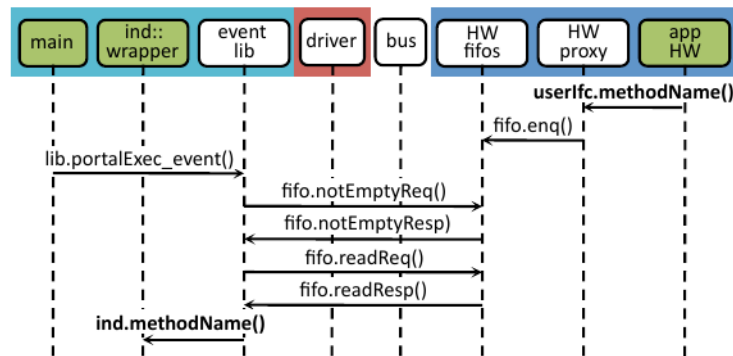 main
ind::
wrapper
event
lib
driver
bus
HW
fifos
HW
proxy
app
HW
userIfc.methodName()
fifo.enq()
lib.portalExec_event()
fifo.notEmptyReq()
fifo.notEmptyResp)
fifo.readReq()
fifo.readResp()
ind.methodName()